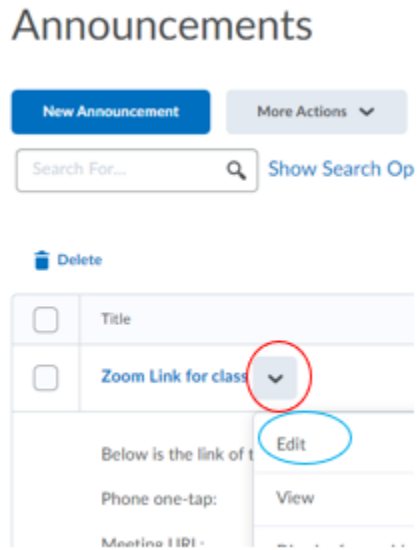 Announcements
New Announcement More Actions
Search For... Show Search Op
Delete
Title
Zoom Link for class
Edit
Below is the link of t
Phone one-tap: View
Meeting URL: